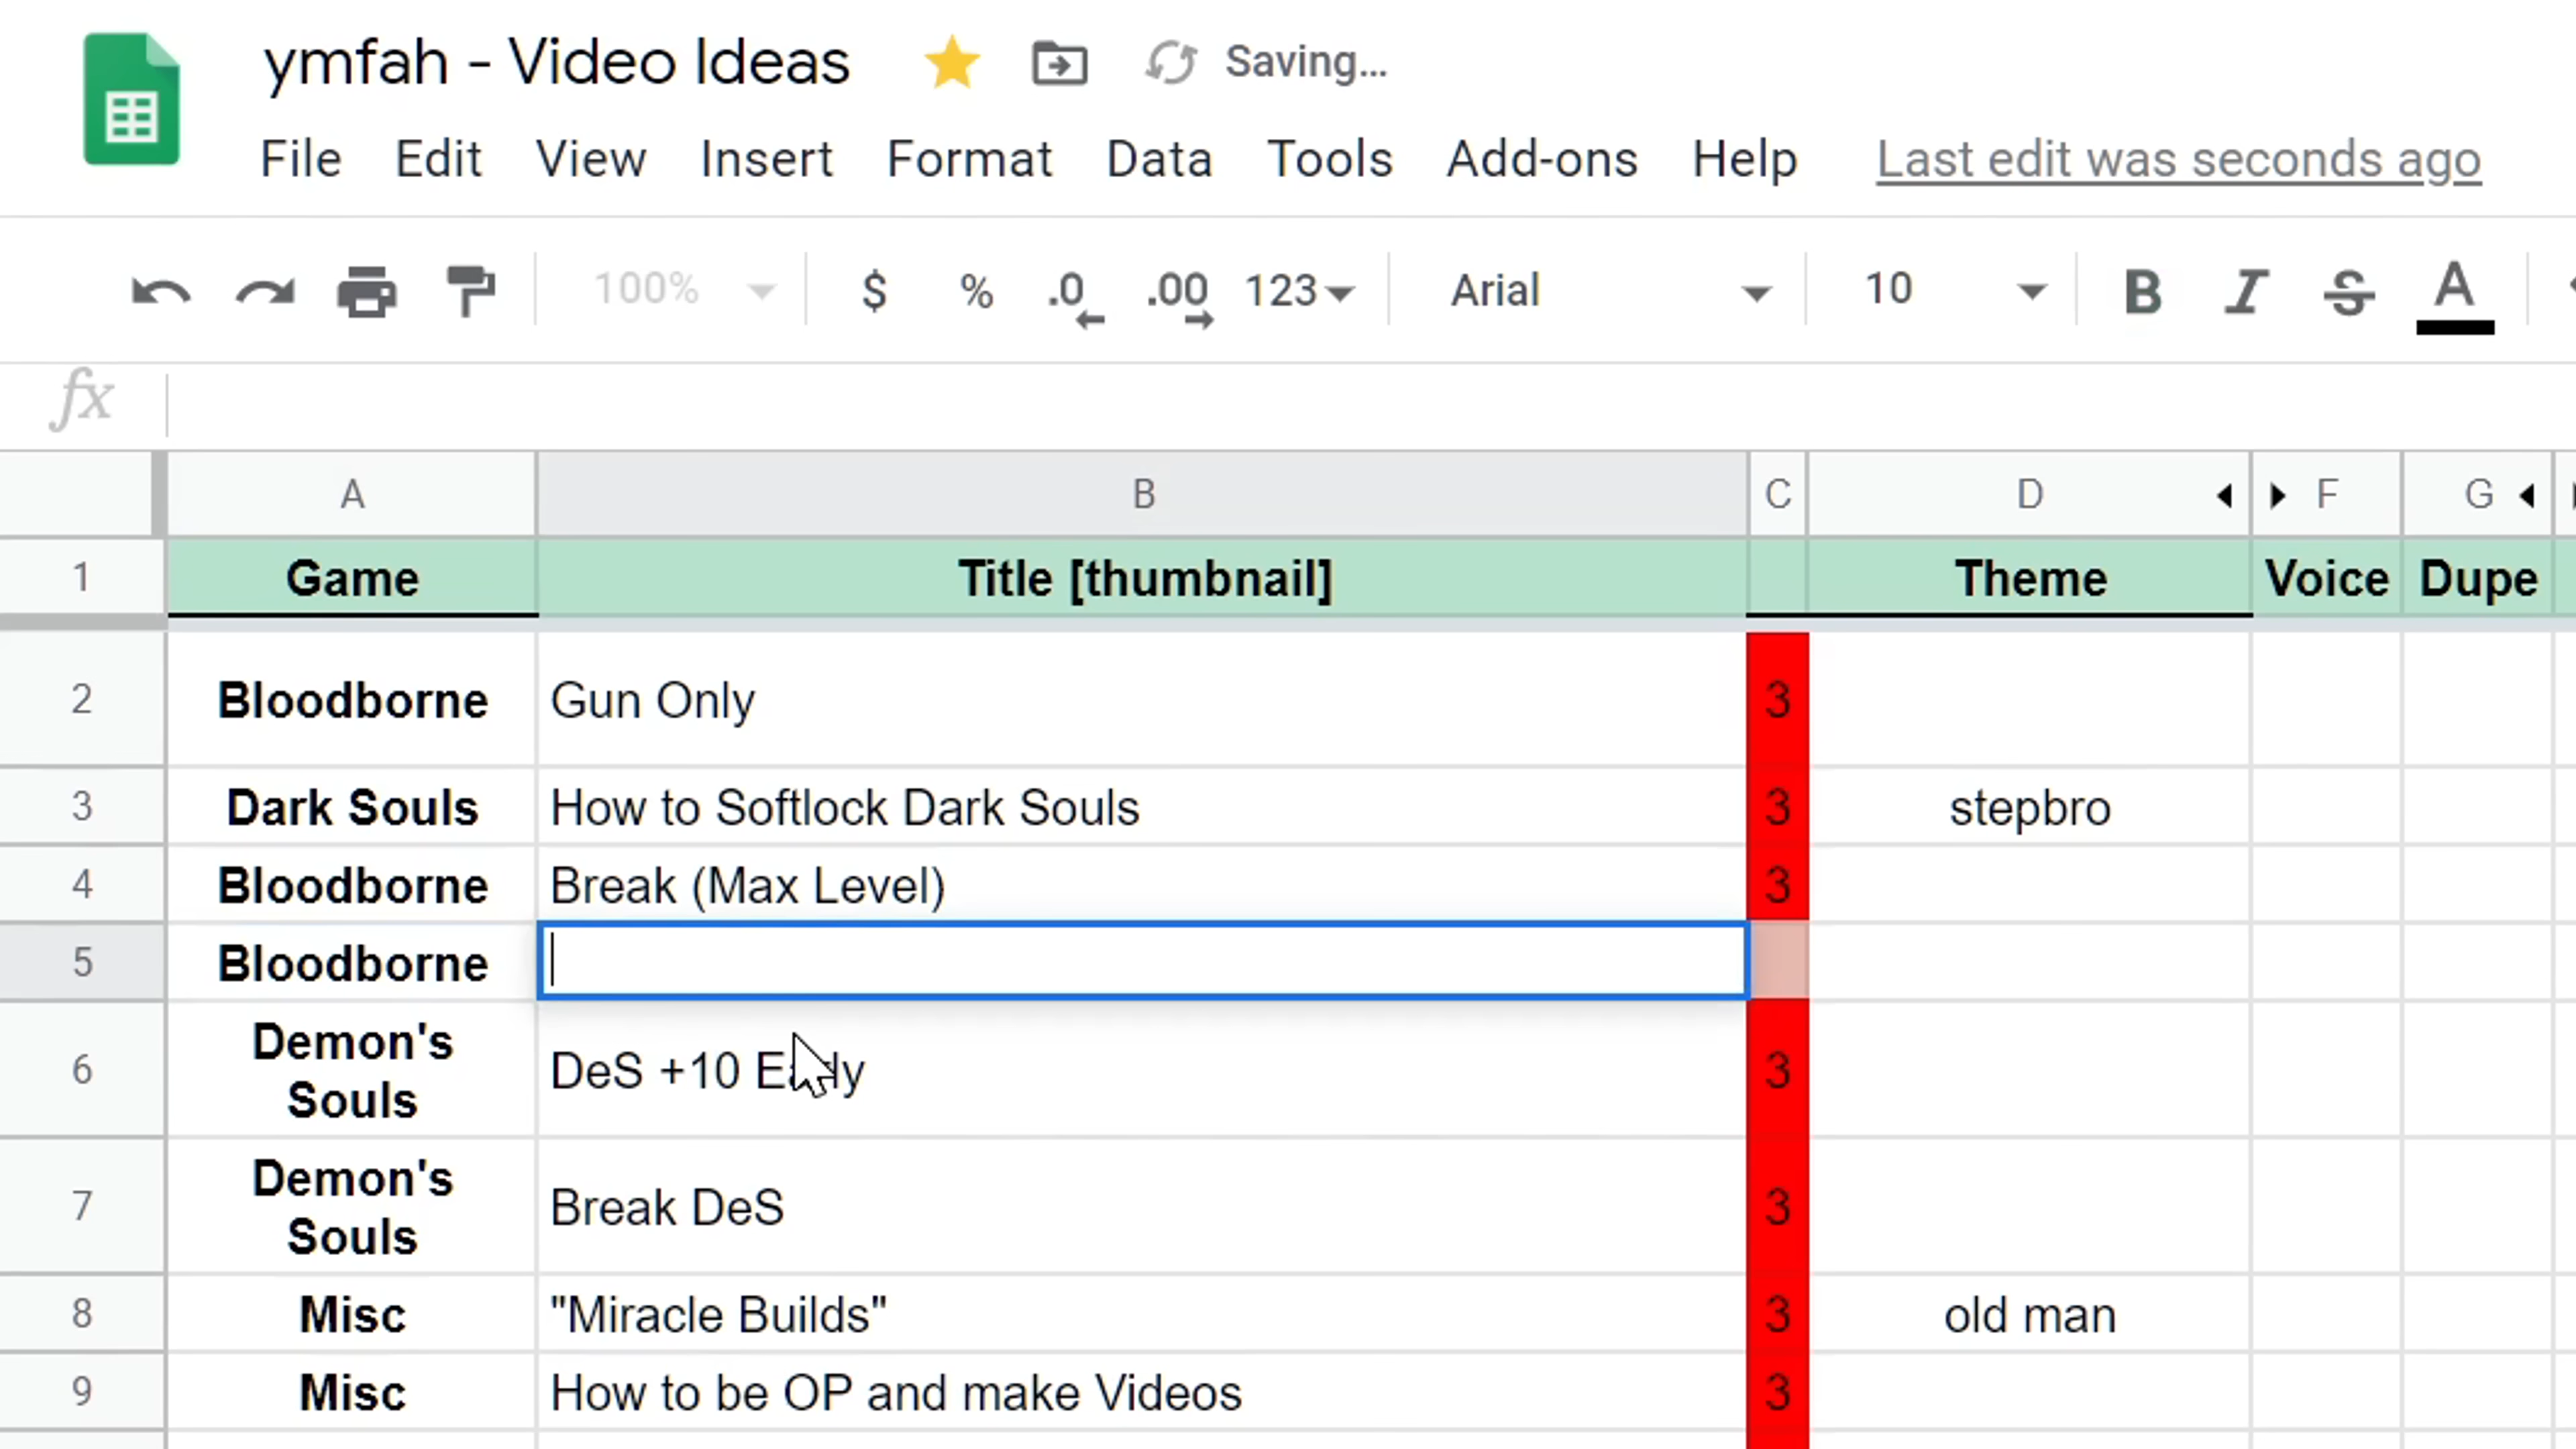 ymfah - Video Ideas Saving...
File Edit View Insert Format Data Tools Add-ons Help Last edit was seconds ago
100% $ % .0 .00 123 Arial 10 B I S A
fx
A B C D F G
1 Game Title [thumbnail] Theme Voice Dupe
2 Bloodborne Gun Only 3
3 Dark Souls How to Softlock Dark Souls 3 stepbro
4 Bloodborne Break (Max Level) 3
5 Bloodborne
6 Demon's Souls DeS +10 Early 3
7 Demon's Souls Break DeS 3
8 Misc "Miracle Builds" 3 old man
9 Misc How to be OP and make Videos 3